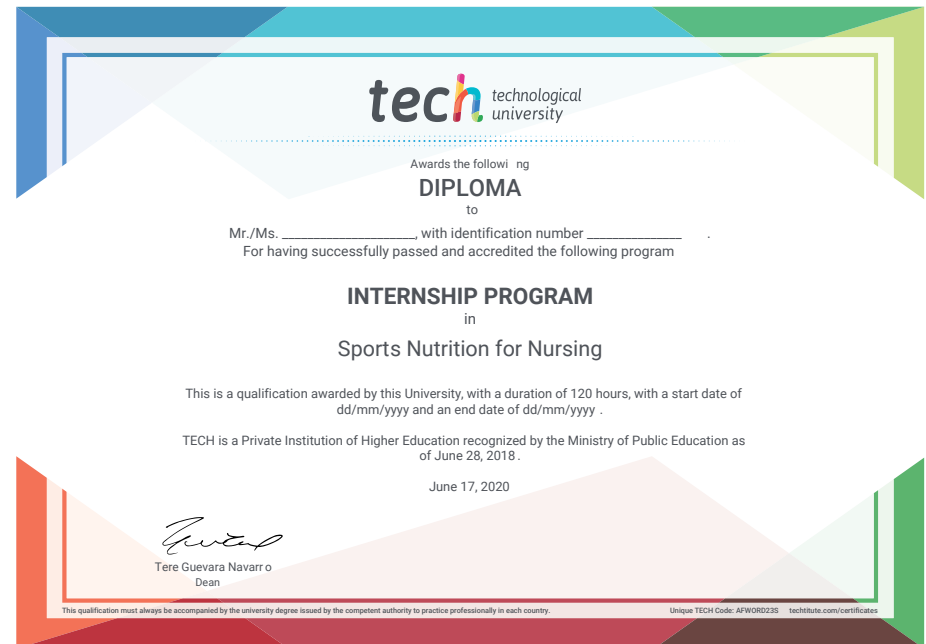 tech technological
university
Awards the followi ng
DIPLOMA
to
Mr./Ms. ____________________, with identification number ______________ .
For having successfully passed and accredited the following program
INTERNSHIP PROGRAM
in
Sports Nutrition for Nursing
This is a qualification awarded by this University, with a duration of 120 hours, with a start date of
dd/mm/yyyy and an end date of dd/mm/yyyy .
TECH is a Private Institution of Higher Education recognized by the Ministry of Public Education as
of June 28, 2018 .
June 17, 2020
Tere Guevara Navarr o
Dean
This qualification must always be accompanied by the university degree issued by the competent authority to practice professionally in each country.
Unique TECH Code: AFWORD23S techtitute.com/certificates